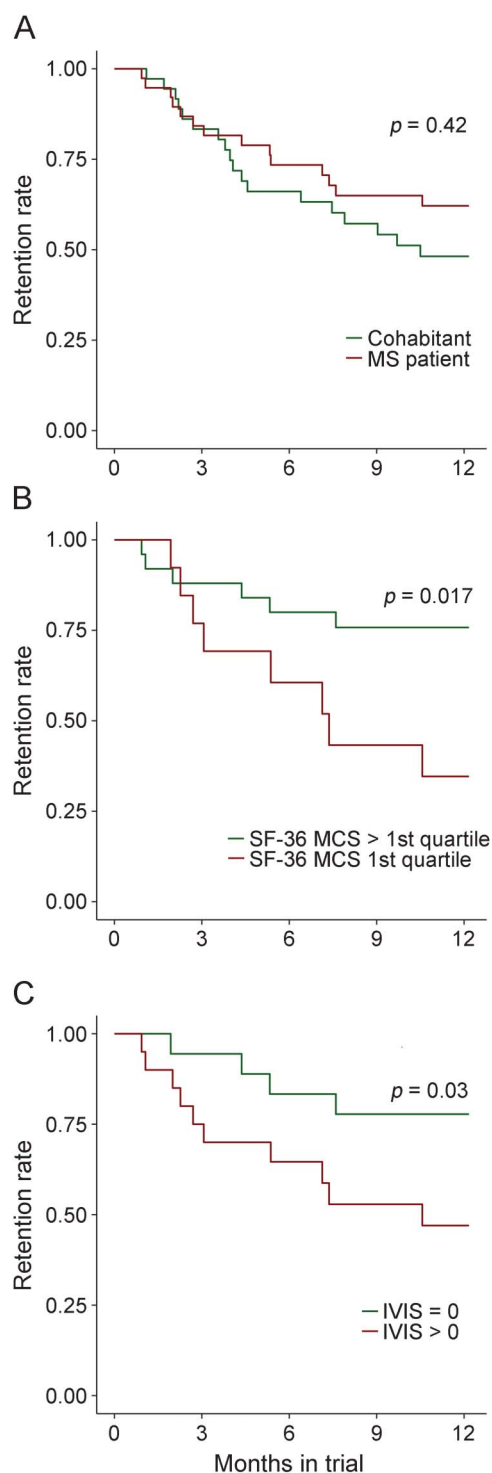 A
1.00
0.75
0.50
0.25
0.00
Retention rate
p = 0.42
Cohabitant
MS patient
0 3 6 9 12
B
1.00
0.75
0.50
0.25
0.00
Retention rate
p = 0.017
SF-36 MCS > 1st quartile
SF-36 MCS 1st quartile
0 3 6 9 12
C
1.00
0.75
0.50
0.25
0.00
Retention rate
p = 0.03
IVIS = 0
IVIS > 0
0 3 6 9 12
Months in trial